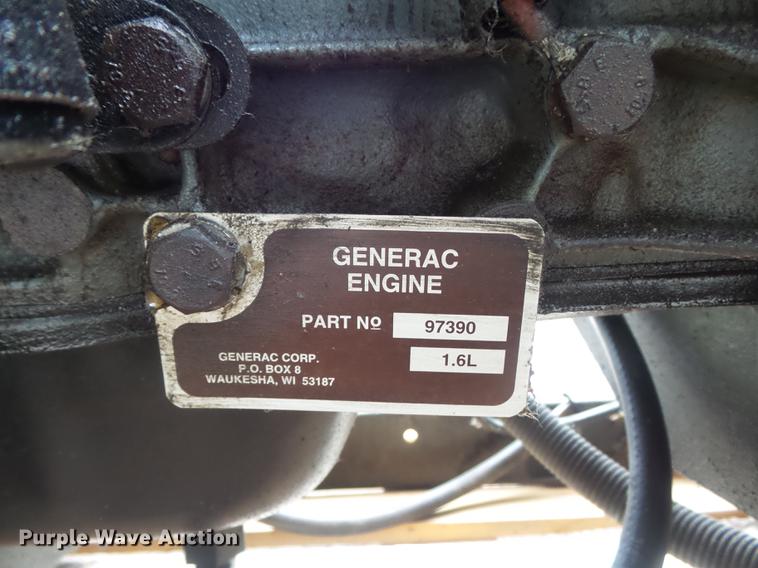 GENERAC
ENGINE
PART Nº 97390
1.6L
GENERAC CORP.
P.O. BOX 8
WAUKESHA, WI 53187
Purple Wave Auction